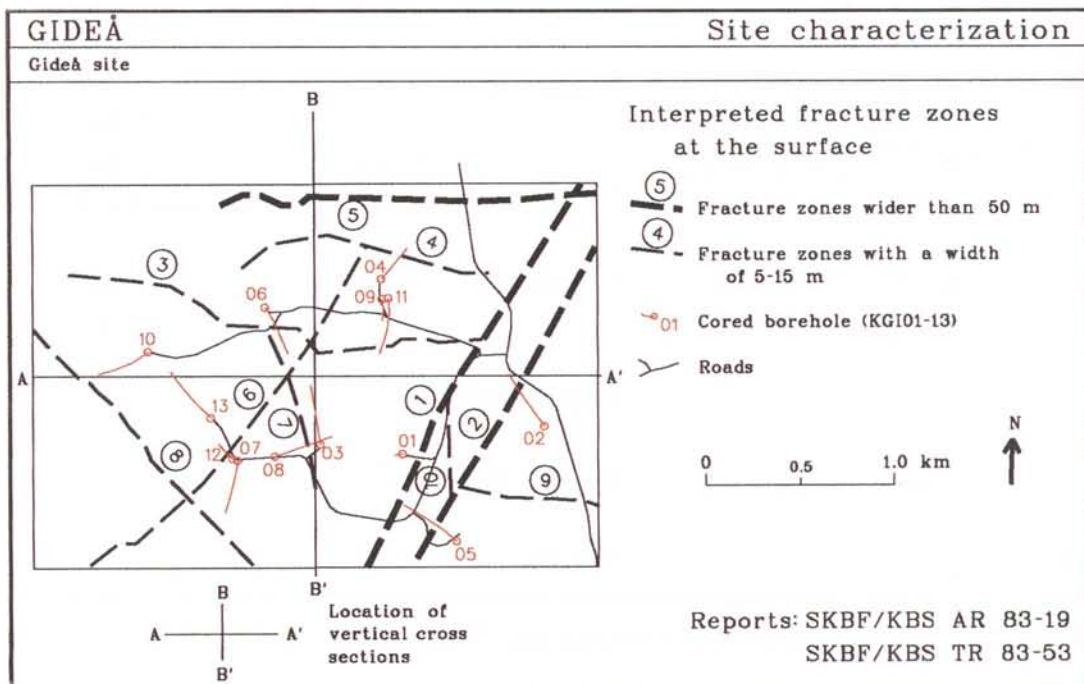 GIDEÅ
Site characterization
Gideå site
B
Interpreted fracture zones
at the surface
5
Fracture zones wider than 50 m
4
Fracture zones with a width
of 5-15 m
01
Cored borehole (KGI01-13)
Roads
5
4
3
04
09
11
06
10
A
A'
13
6
7
1
2
02
12
07
08
03
01
8
10
9
05
B'
N
0
0.5
1.0 km
B
A
A'
B'
Location of
vertical cross
sections
Reports: SKBF/KBS AR 83-19
SKBF/KBS TR 83-53